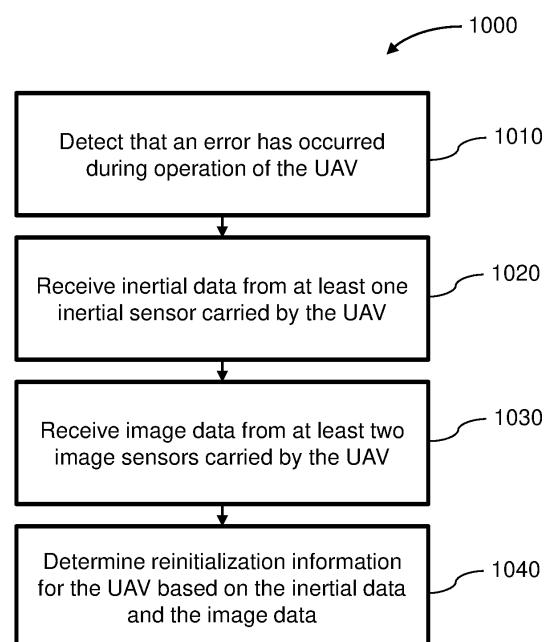 1000
Detect that an error has occurred
during operation of the UAV
1010
Receive inertial data from at least one
inertial sensor carried by the UAV
1020
Receive image data from at least two
image sensors carried by the UAV
1030
Determine reinitialization information
for the UAV based on the inertial data
and the image data
1040